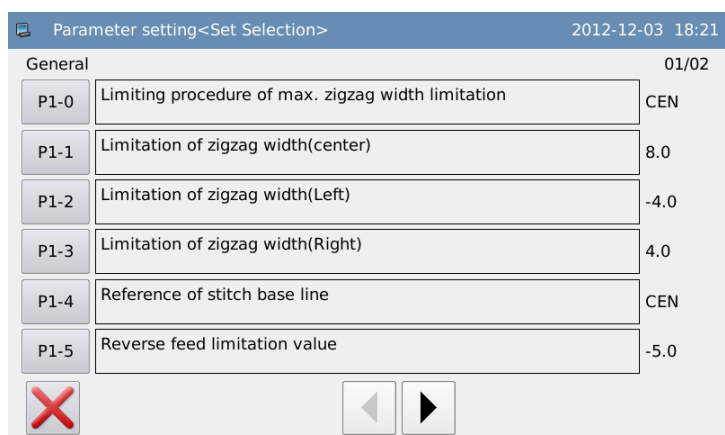 Parameter setting<Set Selection> 2012-12-03 18:21
General 01/02
P1-0 Limiting procedure of max. zigzag width limitation CEN
P1-1 Limitation of zigzag width(center) 8.0
P1-2 Limitation of zigzag width(Left) -4.0
P1-3 Limitation of zigzag width(Right) 4.0
P1-4 Reference of stitch base line CEN
P1-5 Reverse feed limitation value -5.0